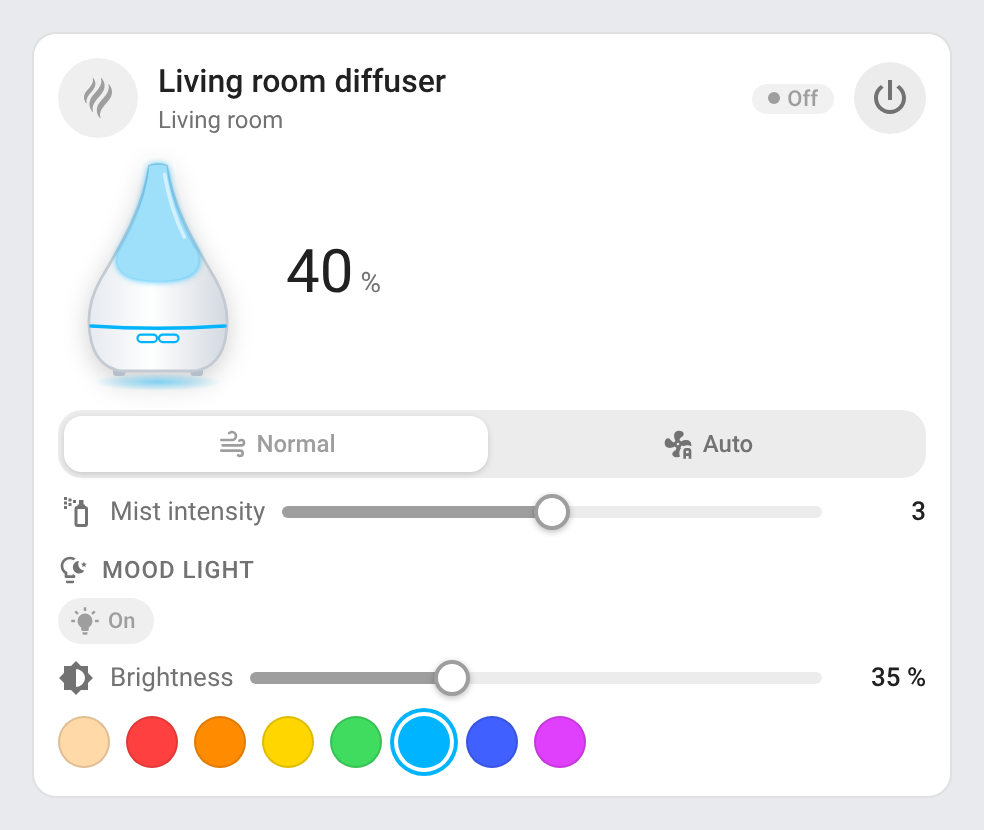 Living room diffuser
Living room
Off
40 %
Normal
Auto
Mist intensity
3
MOOD LIGHT
On
Brightness
35 %